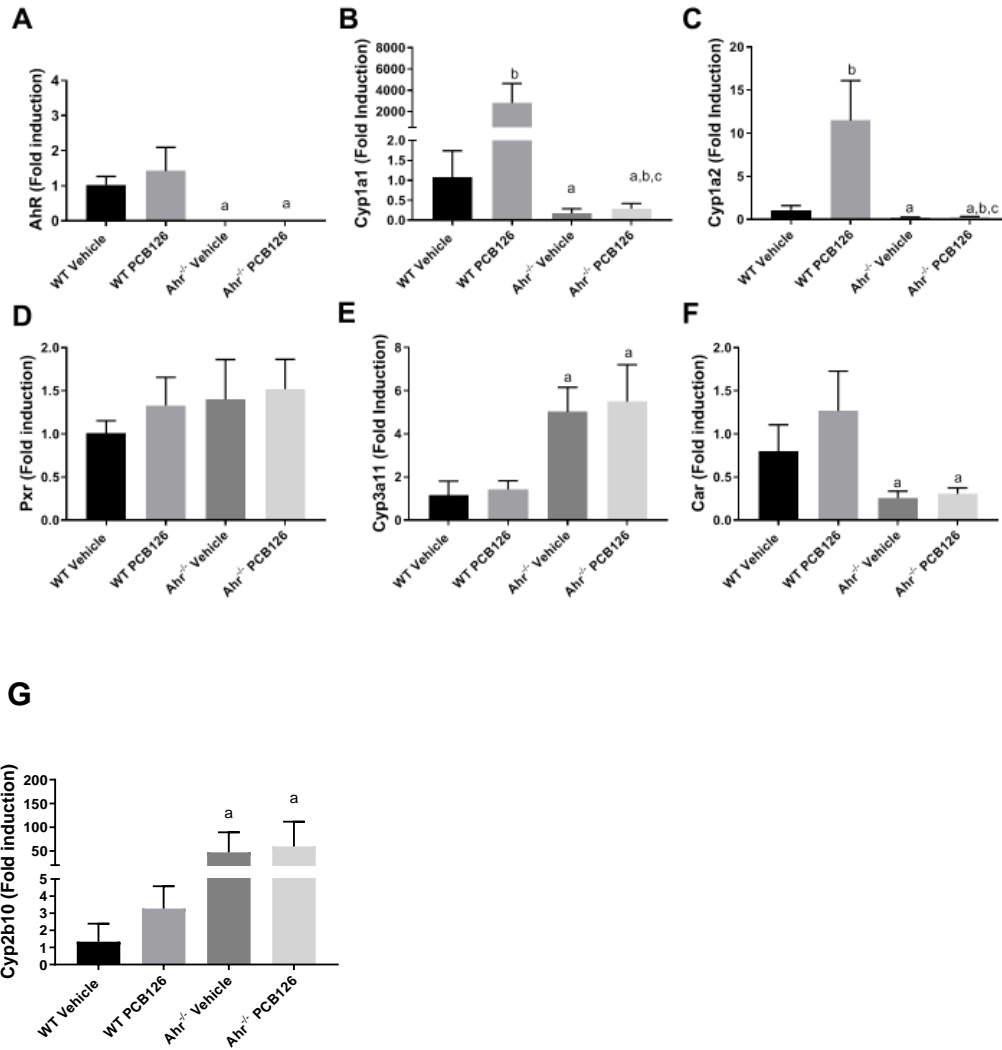 A
AhR (Fold induction)
4
3
2
1
0
a
a
WT Vehicle
WT PCB126
Ahr-/- Vehicle
Ahr-/- PCB126
B
Cyp1a1 (Fold Induction)
8000
6000
4000
2000
2.0
1.5
1.0
0.5
0.0
b
a
a,b,c
WT Vehicle
WT PCB126
Ahr-/- Vehicle
Ahr-/- PCB126
C
Cyp1a2 (Fold Induction)
20
15
10
5
0
b
a
a,b,c
WT Vehicle
WT PCB126
Ahr-/- Vehicle
Ahr-/- PCB126
D
Pxr (Fold induction)
2.0
1.5
1.0
0.5
0.0
WT Vehicle
WT PCB126
Ahr-/- Vehicle
Ahr-/- PCB126
E
Cyp3a11 (Fold Induction)
8
6
4
2
0
a
a
WT Vehicle
WT PCB126
Ahr-/- Vehicle
Ahr-/- PCB126
F
Car (Fold induction)
2.0
1.5
1.0
0.5
0.0
a
a
WT Vehicle
WT PCB126
Ahr-/- Vehicle
Ahr-/- PCB126
G
Cyp2b10 (Fold induction)
200
150
100
50
5
4
3
2
1
0
a
a
WT Vehicle
WT PCB126
Ahr-/- Vehicle
Ahr-/- PCB126